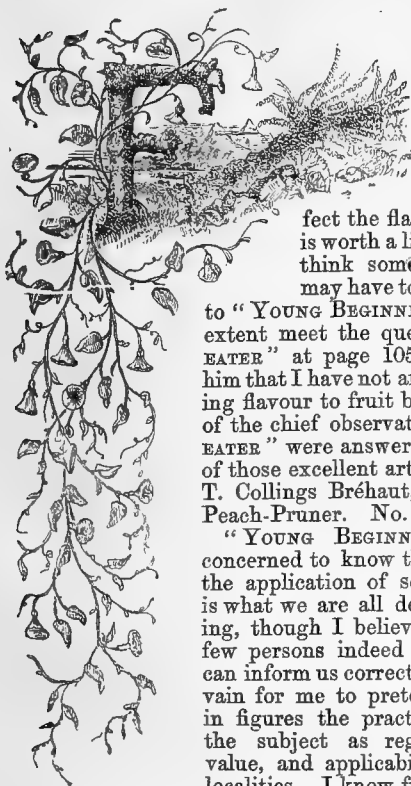 F
fect the fla
is worth a li
think some
may have to
to “YOUNG BEGINN
extent meet the que
EATER” at page 105
him that I have not a
ing flavour to fruit b
of the chief observat
EATER” were answer
of those excellent art
T. Collings Bréhaut,
Peach-Pruner. No.
“YOUNG BEGINN
concerned to know t
the application of s
is what we are all d
ing, though I believ
few persons indeed
can inform us correct
vain for me to prete
in figures the pract
the subject as reg
value, and applicabi
localities. I know